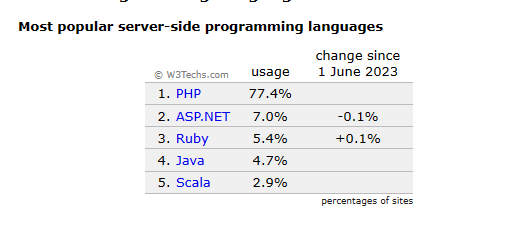 Most popular server-side programming languages
© W3Techs.com usage change since 1 June 2023
1. PHP 77.4%
2. ASP.NET 7.0% -0.1%
3. Ruby 5.4% +0.1%
4. Java 4.7%
5. Scala 2.9%
percentages of sites